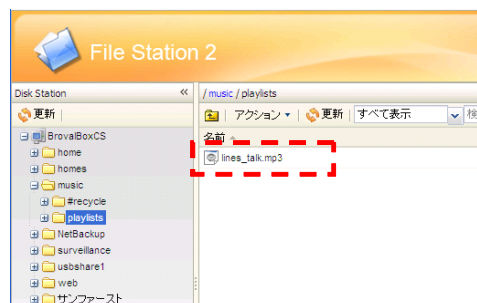 File Station 2
Disk Station «
/ music / playlists
更新
アクション 更新 すべて表示 検
BrovalBoxCS
名前
home
lines_talk.mp3
homes
music
#recycle
playlists
NetBackup
surveillance
usbshare1
web
サンファースト